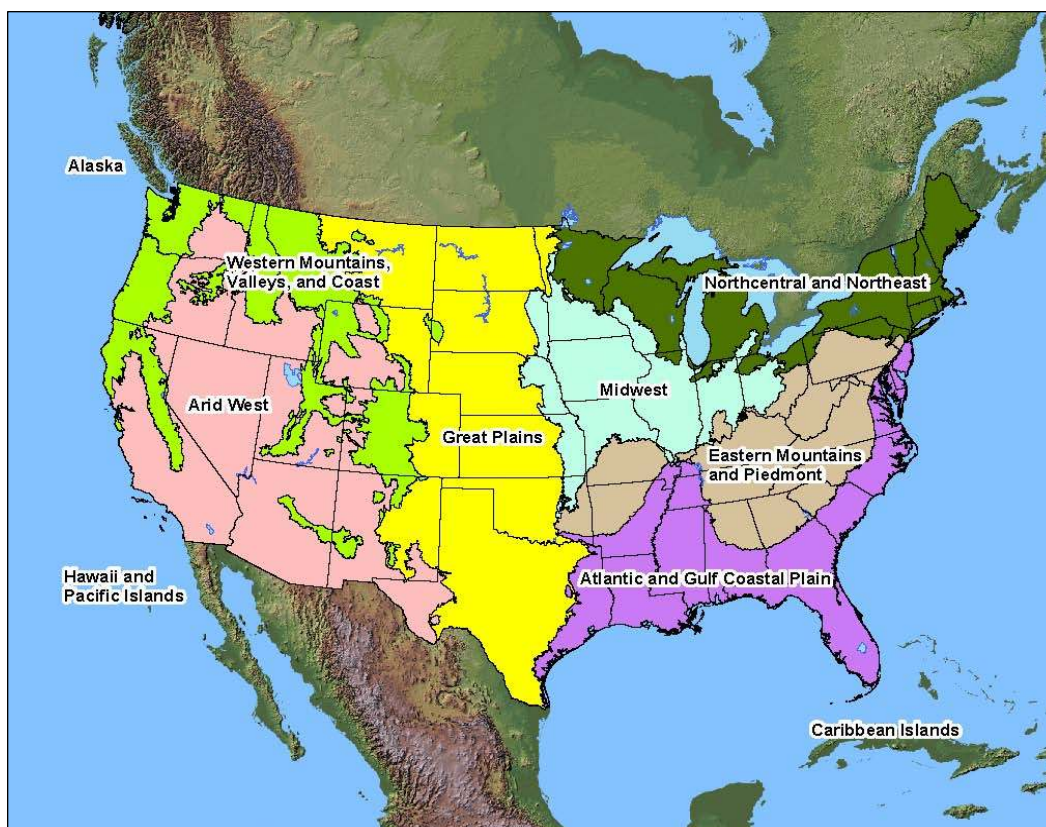 Alaska
Western Mountains,
Valleys, and Coast
Northcentral and Northeast
Arid West
Midwest
Great Plains
Eastern Mountains
and Piedmont
Hawaii and
Pacific Islands
Atlantic and Gulf Coastal Plain
Caribbean Islands